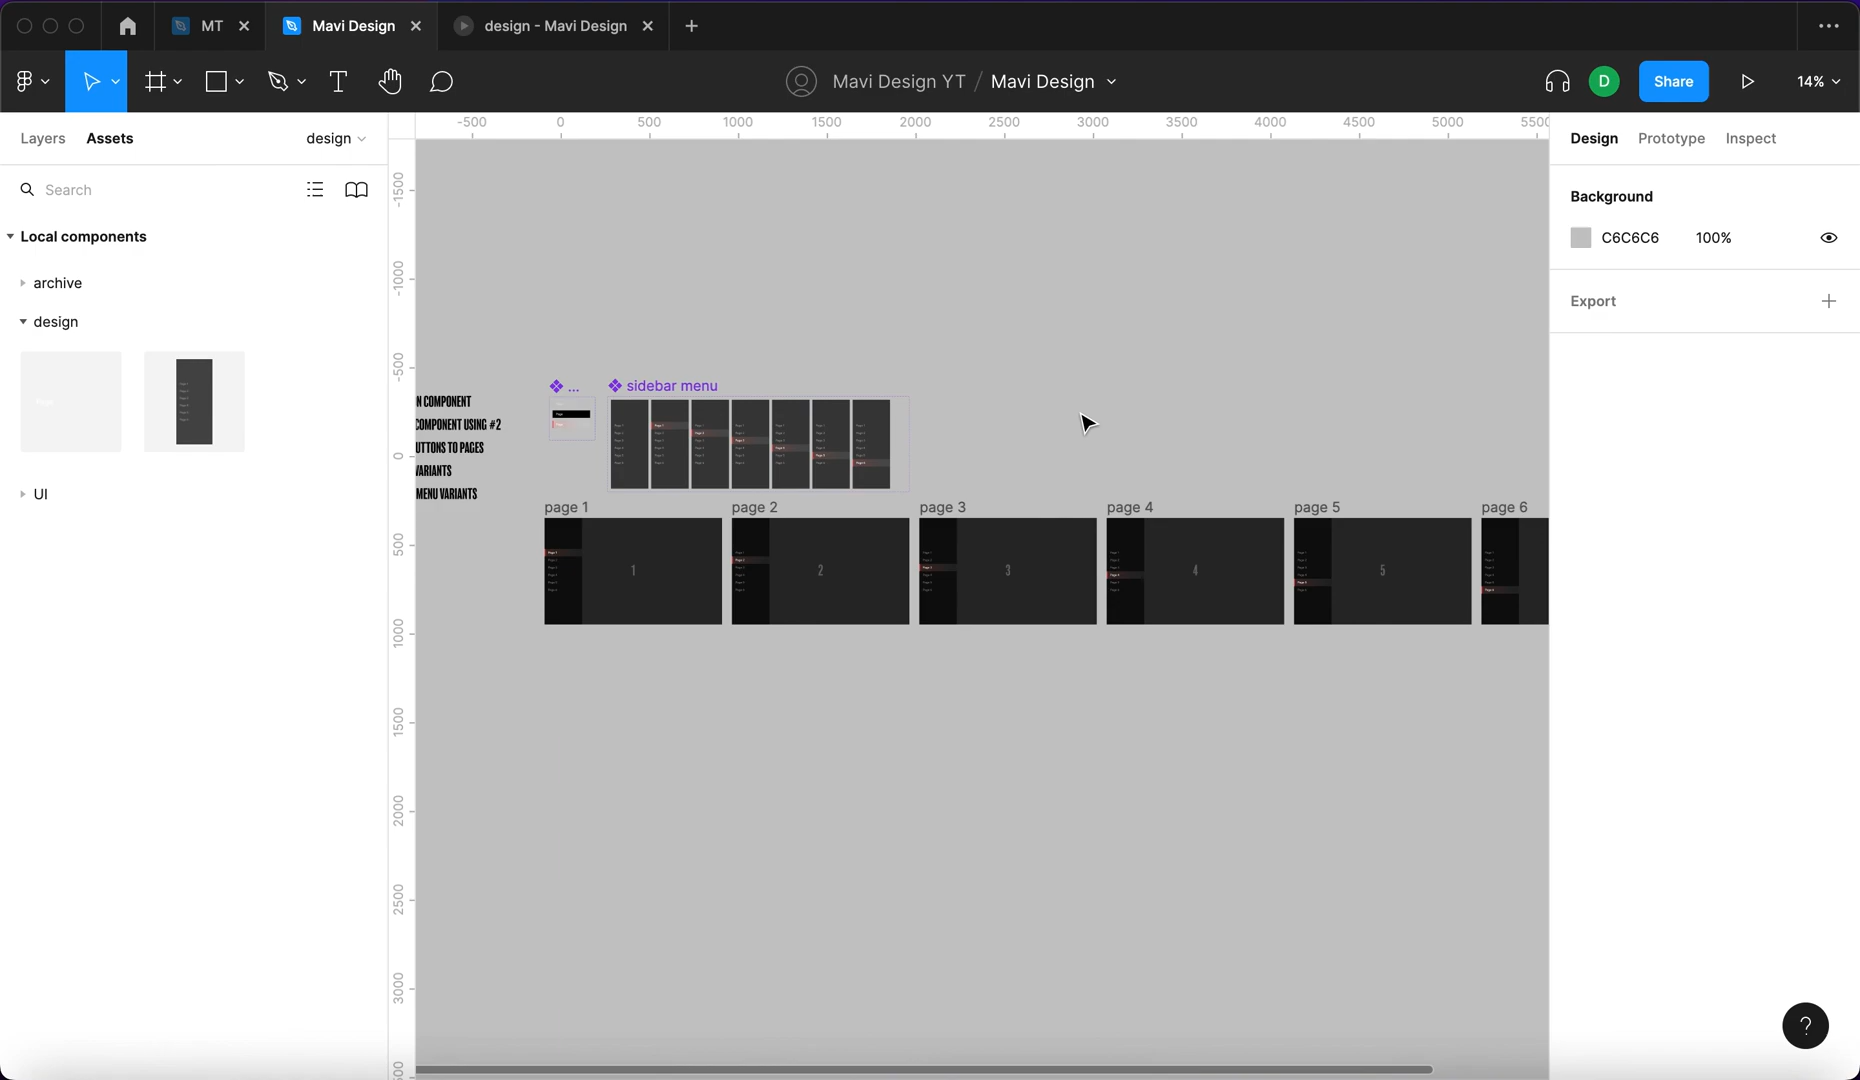 MT
Mavi Design
design - Mavi Design
Mavi Design YT / Mavi Design
D
Share
14%
Layers
Assets
design
Search
Local components
archive
design
Page
UI
-500
0
500
1000
1500
2000
2500
3000
3500
4000
4500
5000
5500
-1500
-1000
-500
0
500
1000
1500
2000
2500
3000
N COMPONENT
COMPONENT USING #2
UTTONS TO PAGES
VARIANTS
MENU VARIANTS
...
sidebar menu
page 1
page 2
page 3
page 4
page 5
page 6
1
2
3
4
5
Design
Prototype
Inspect
Background
C6C6C6
100%
Export
?